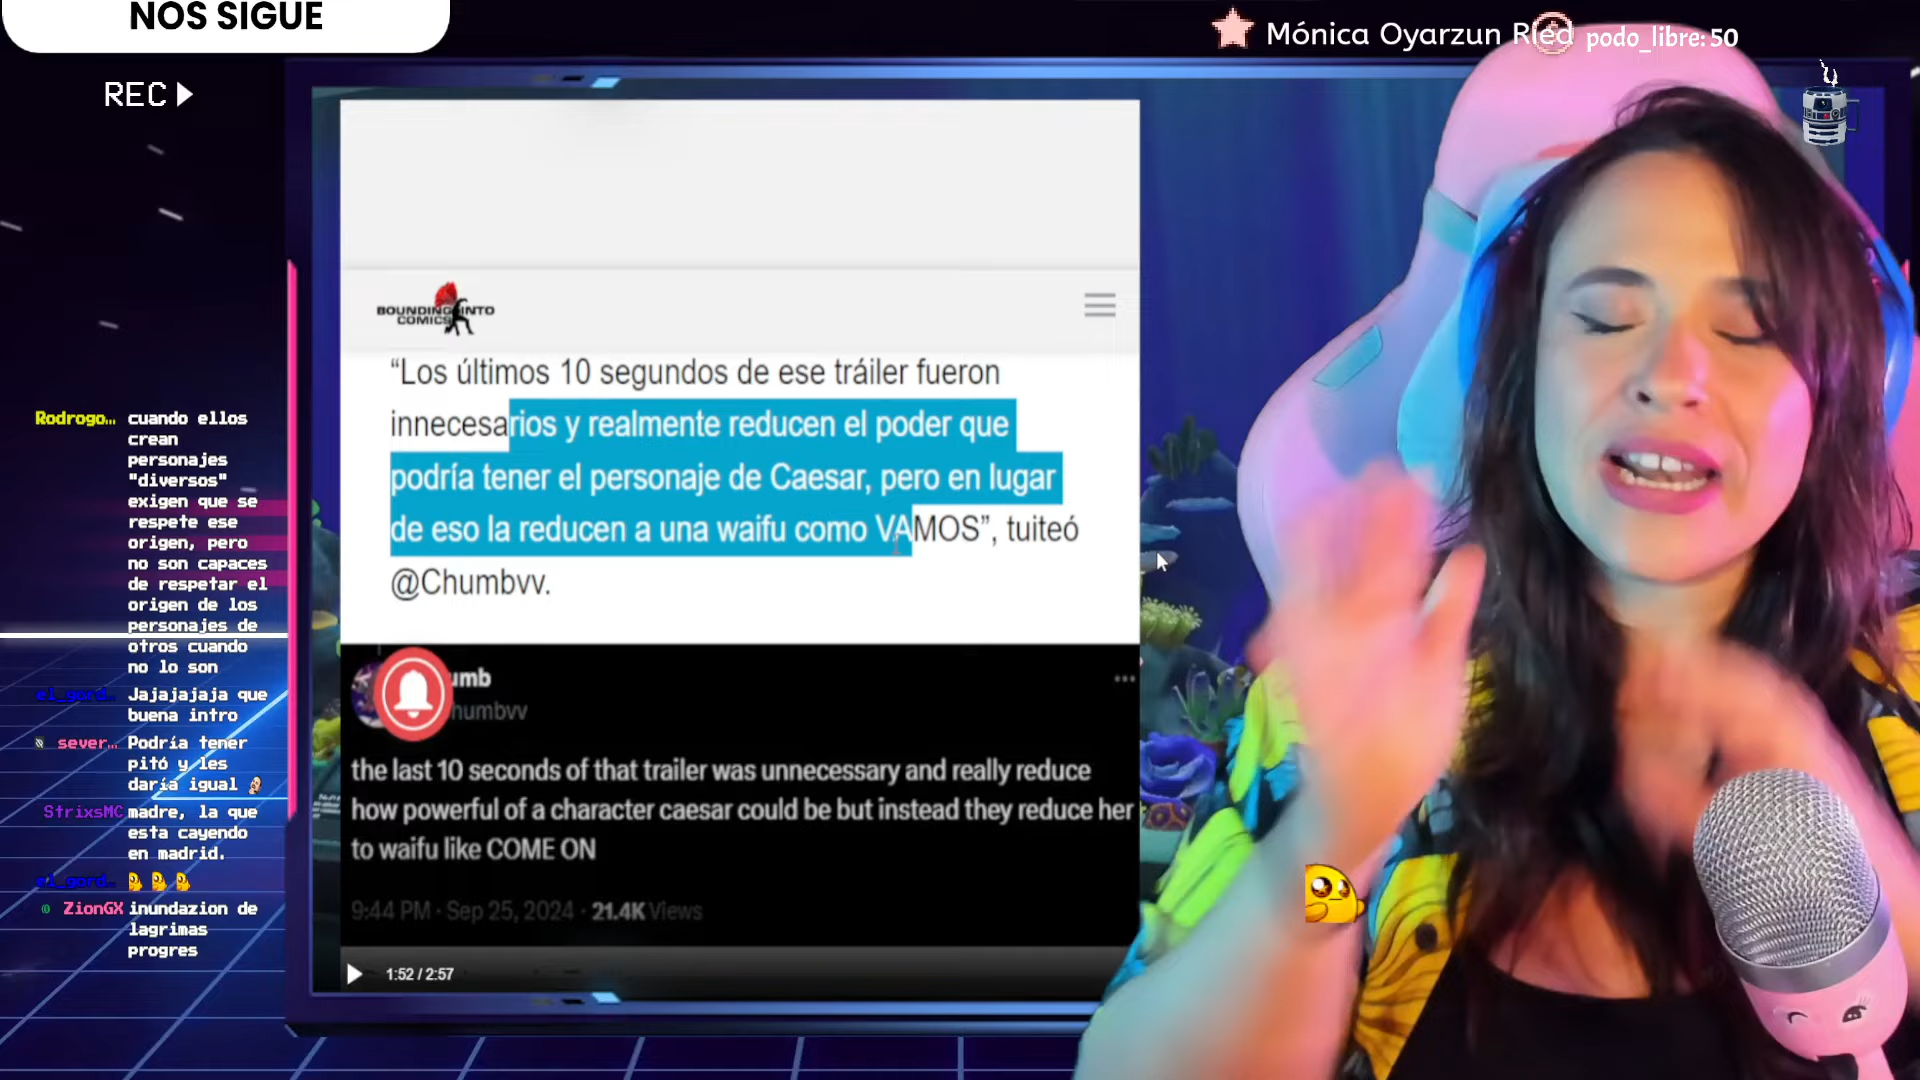 NOS SIGUE
Mónica Oyarzun Ried
podo_libre: 50
REC
BOUNDING INTO
COMICS
“Los últimos 10 segundos de ese tráiler fueron
innecesarios y realmente reducen el poder que
podría tener el personaje de Caesar, pero en lugar
de eso la reducen a una waifu como VAMOS”, tuiteó
@Chumbvv.
umb
humbvv
the last 10 seconds of that trailer was unnecessary and really reduce
how powerful of a character caesar could be but instead they reduce her
to waifu like COME ON
9:44 PM · Sep 25, 2024 · 21.4K Views
1:52 / 2:57
Rodrogo… cuando ellos
crean
personajes
"diversos"
exigen que se
respete ese
origen, pero
no son capaces
de respetar el
origen de los
personajes de
otros cuando
no lo son
el_gord… Jajajajaja que
buena intro
sever… Podría tener
pitó y les
daría igual
StrixsMC madre, la que
esta cayendo
en madrid.
el_gord…
ZionGX inundazion de
lagrimas
progres